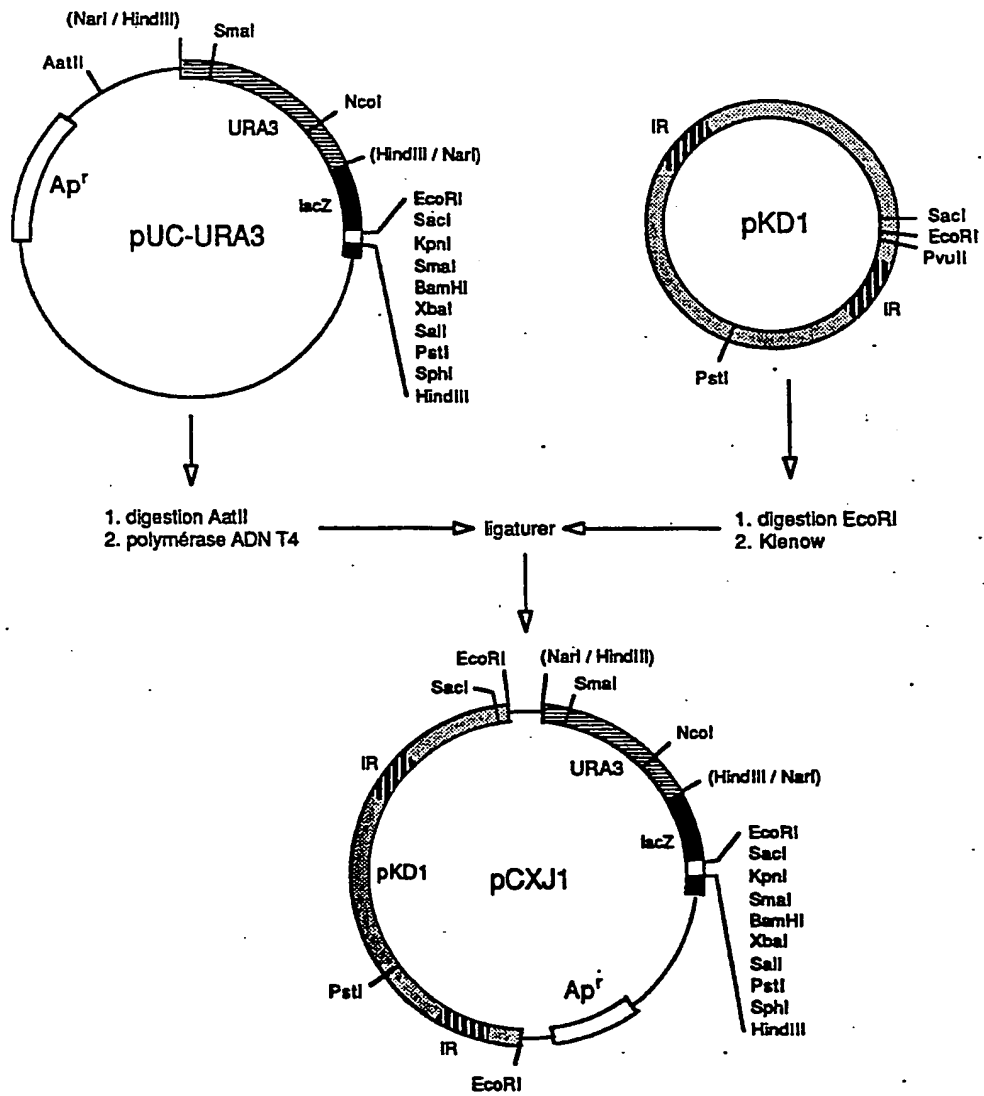 (NarI / HindIII)
SmaI
AatII
NcoI
URA3
(HindIII / NarI)
Apr
lacZ
pUC-URA3
EcoRI
SacI
KpnI
SmaI
BamHI
XbaI
SalI
PstI
SphI
HindIII
IR
pKD1
SacI
EcoRI
PvuII
IR
PstI
1. digestion AatII
2. polymérase ADN T4
ligaturer
1. digestion EcoRI
2. Klenow
EcoRI
(NarI / HindIII)
SacI
SmaI
NcoI
IR
URA3
(HindIII / NarI)
lacZ
pKD1
pCXJ1
EcoRI
SacI
KpnI
SmaI
BamHI
XbaI
SalI
PstI
SphI
HindIII
PstI
Apr
IR
EcoRI